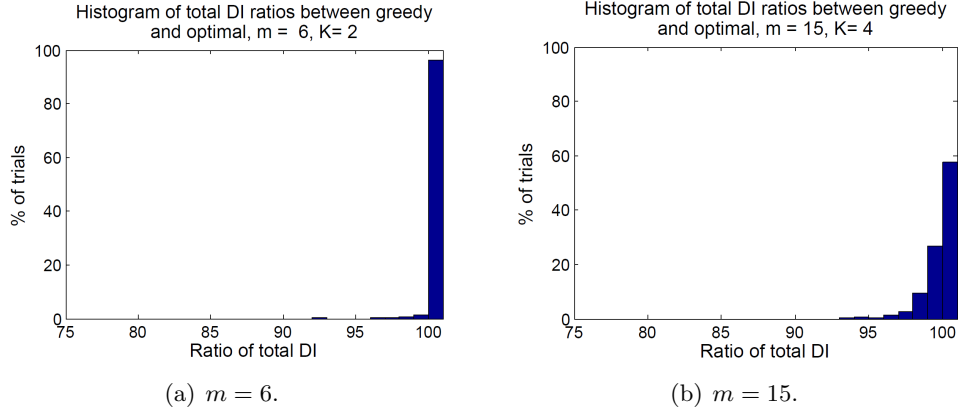 Histogram of total DI ratios between greedy
and optimal, m =  6, K= 2
100
80
60
40
20
0
% of trials
75 80 85 90 95 100
Ratio of total DI
(a) m = 6.
Histogram of total DI ratios between greedy
and optimal, m = 15, K= 4
100
80
60
40
20
0
% of trials
75 80 85 90 95 100
Ratio of total DI
(b) m = 15.